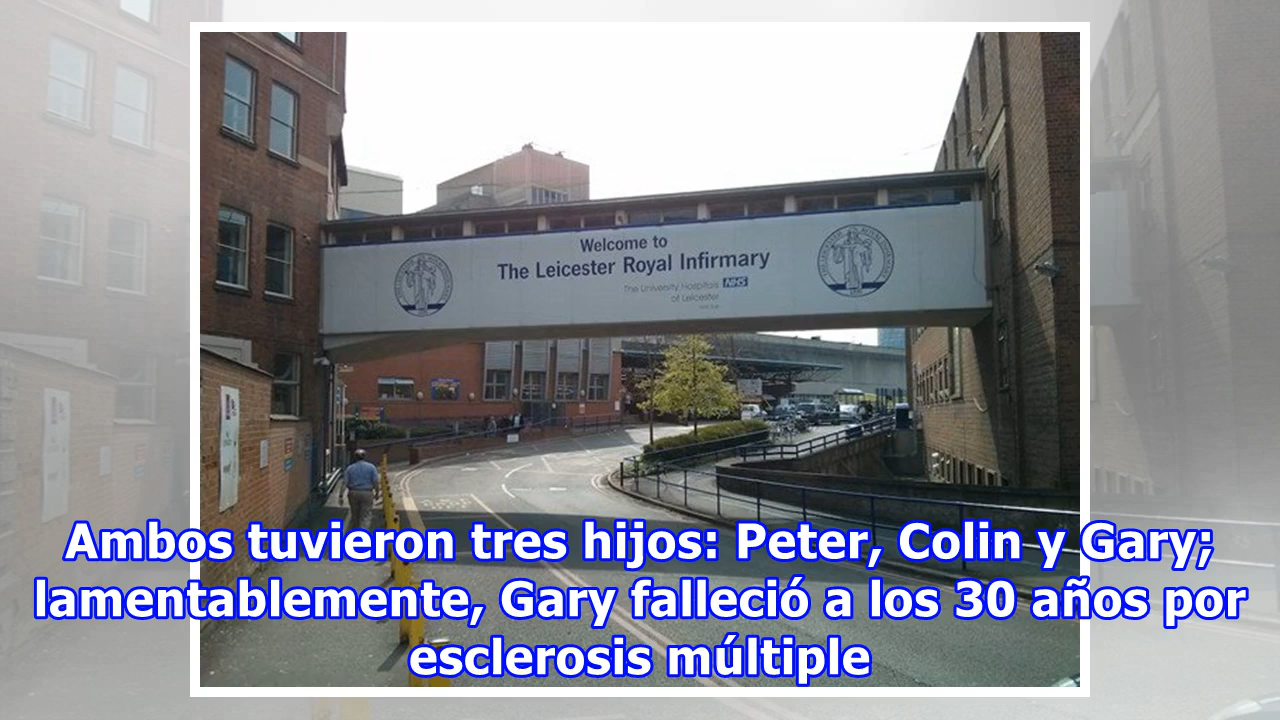 Welcome to
The Leicester Royal Infirmary
The University Hospitals NHS
of Leicester
Ambos tuvieron tres hijos: Peter, Colin y Gary;
lamentablemente, Gary falleció a los 30 años por
esclerosis múltiple